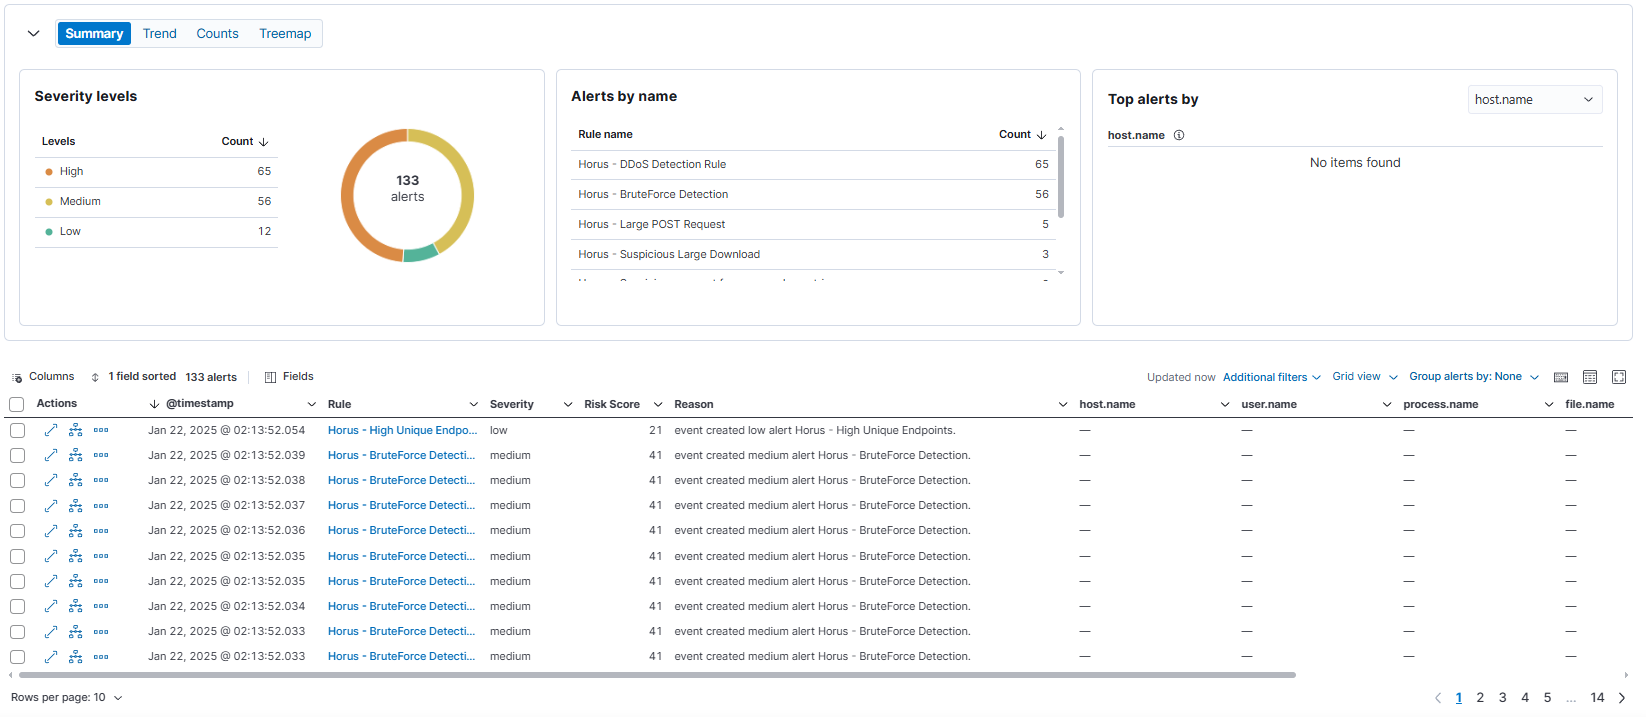 Summary Trend Counts Treemap
Severity levels
Levels Count
High 65
Medium 56
Low 12
133
alerts
Alerts by name
Rule name Count
Horus - DDoS Detection Rule 65
Horus - BruteForce Detection 56
Horus - Large POST Request 5
Horus - Suspicious Large Download 3
Top alerts by host.name
host.name
No items found
Columns 1 field sorted 133 alerts Fields Updated now Additional filters Grid view Group alerts by: None
Actions @timestamp Rule Severity Risk Score Reason host.name user.name process.name file.name
Jan 22, 2025 @ 02:13:52.054 Horus - High Unique Endpo... low 21 event created low alert Horus - High Unique Endpoints. — — — —
Jan 22, 2025 @ 02:13:52.039 Horus - BruteForce Detecti... medium 41 event created medium alert Horus - BruteForce Detection. — — — —
Jan 22, 2025 @ 02:13:52.038 Horus - BruteForce Detecti... medium 41 event created medium alert Horus - BruteForce Detection. — — — —
Jan 22, 2025 @ 02:13:52.037 Horus - BruteForce Detecti... medium 41 event created medium alert Horus - BruteForce Detection. — — — —
Jan 22, 2025 @ 02:13:52.036 Horus - BruteForce Detecti... medium 41 event created medium alert Horus - BruteForce Detection. — — — —
Jan 22, 2025 @ 02:13:52.035 Horus - BruteForce Detecti... medium 41 event created medium alert Horus - BruteForce Detection. — — — —
Jan 22, 2025 @ 02:13:52.035 Horus - BruteForce Detecti... medium 41 event created medium alert Horus - BruteForce Detection. — — — —
Jan 22, 2025 @ 02:13:52.034 Horus - BruteForce Detecti... medium 41 event created medium alert Horus - BruteForce Detection. — — — —
Jan 22, 2025 @ 02:13:52.033 Horus - BruteForce Detecti... medium 41 event created medium alert Horus - BruteForce Detection. — — — —
Jan 22, 2025 @ 02:13:52.033 Horus - BruteForce Detecti... medium 41 event created medium alert Horus - BruteForce Detection. — — — —
Rows per page: 10 1 2 3 4 5 ... 14